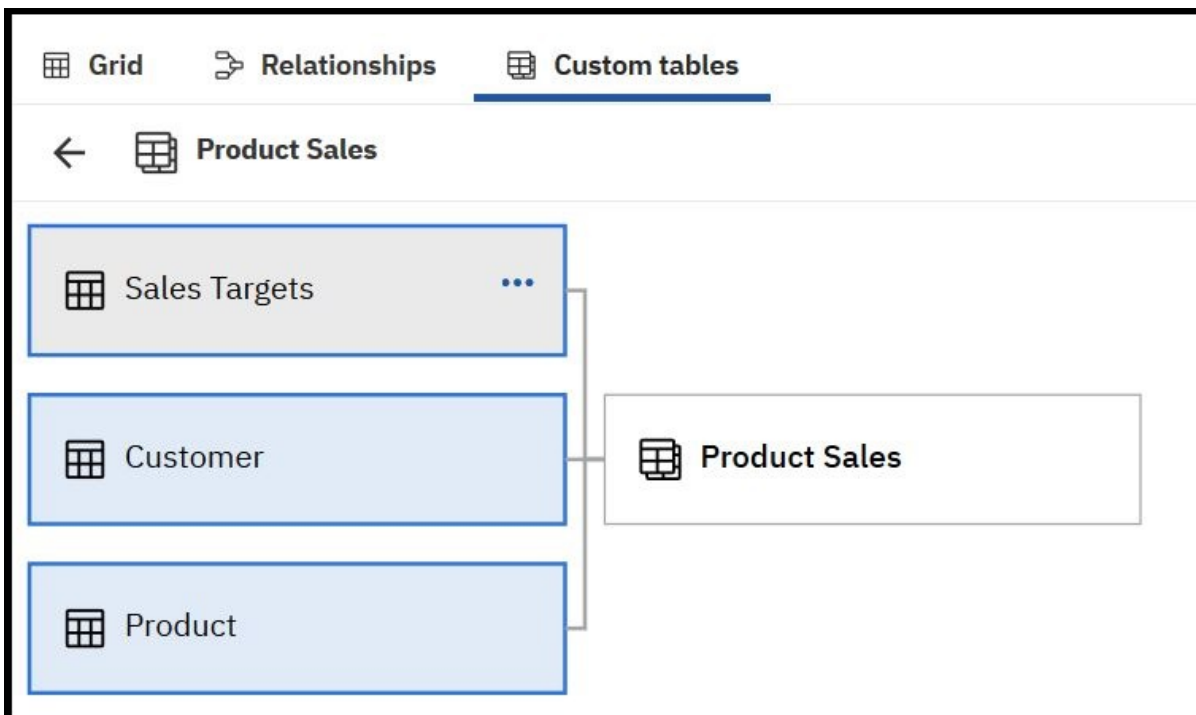 Grid Relationships Custom tables
Product Sales
Sales Targets
Customer
Product Sales
Product